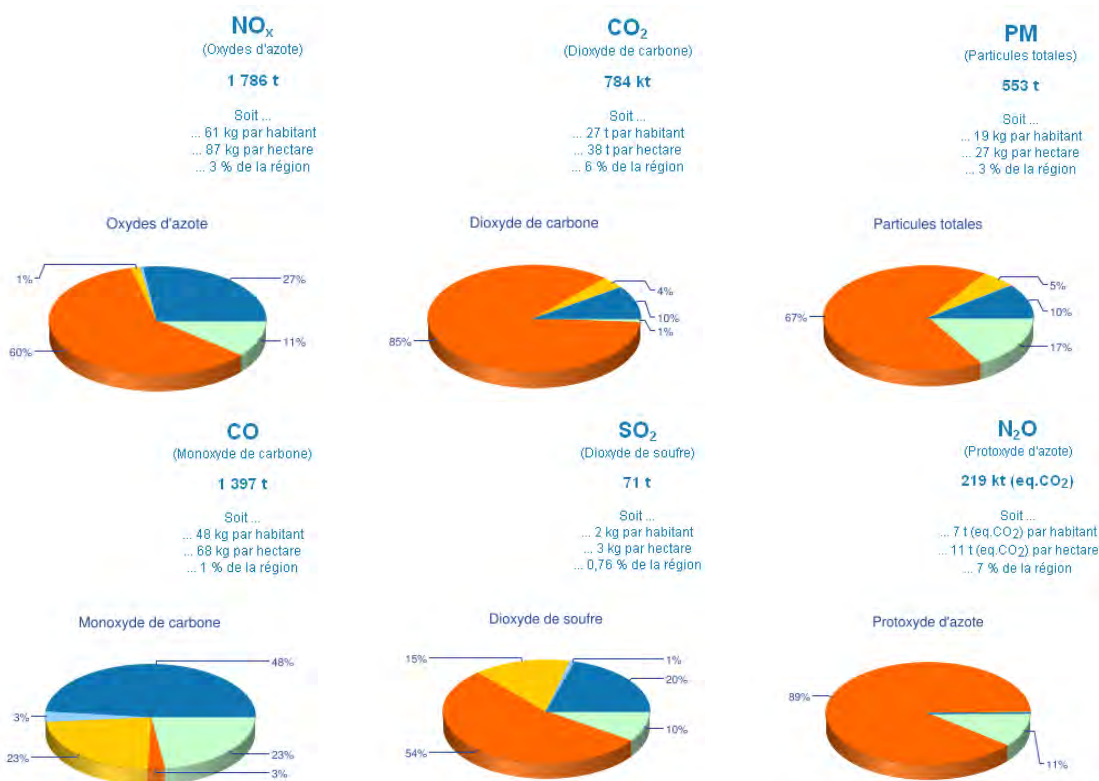 NOx
(Oxydes d'azote)
1 786 t
Soit ...
... 61 kg par habitant
... 87 kg par hectare
... 3 % de la région
CO₂
(Dioxyde de carbone)
784 kt
Soit ...
... 27 t par habitant
... 38 t par hectare
... 6 % de la région
PM
(Particules totales)
553 t
Soit ...
... 19 kg par habitant
... 27 kg par hectare
... 3 % de la région
Oxydes d'azote
1%
27%
60%
11%
Dioxyde de carbone
4%
10%
1%
85%
Particules totales
5%
10%
67%
17%
CO
(Monoxyde de carbone)
1 397 t
Soit ...
... 48 kg par habitant
... 68 kg par hectare
... 1 % de la région
SO₂
(Dioxyde de soufre)
71 t
Soit ...
... 2 kg par habitant
... 3 kg par hectare
... 0,76 % de la région
N₂O
(Protoxyde d'azote)
219 kt (eq.CO₂)
Soit ...
... 7 t (eq.CO₂) par habitant
... 11 t (eq.CO₂) par hectare
... 7 % de la région
Monoxyde de carbone
48%
3%
23%
23%
3%
Dioxyde de soufre
15%
1%
20%
10%
54%
Protoxyde d'azote
89%
11%